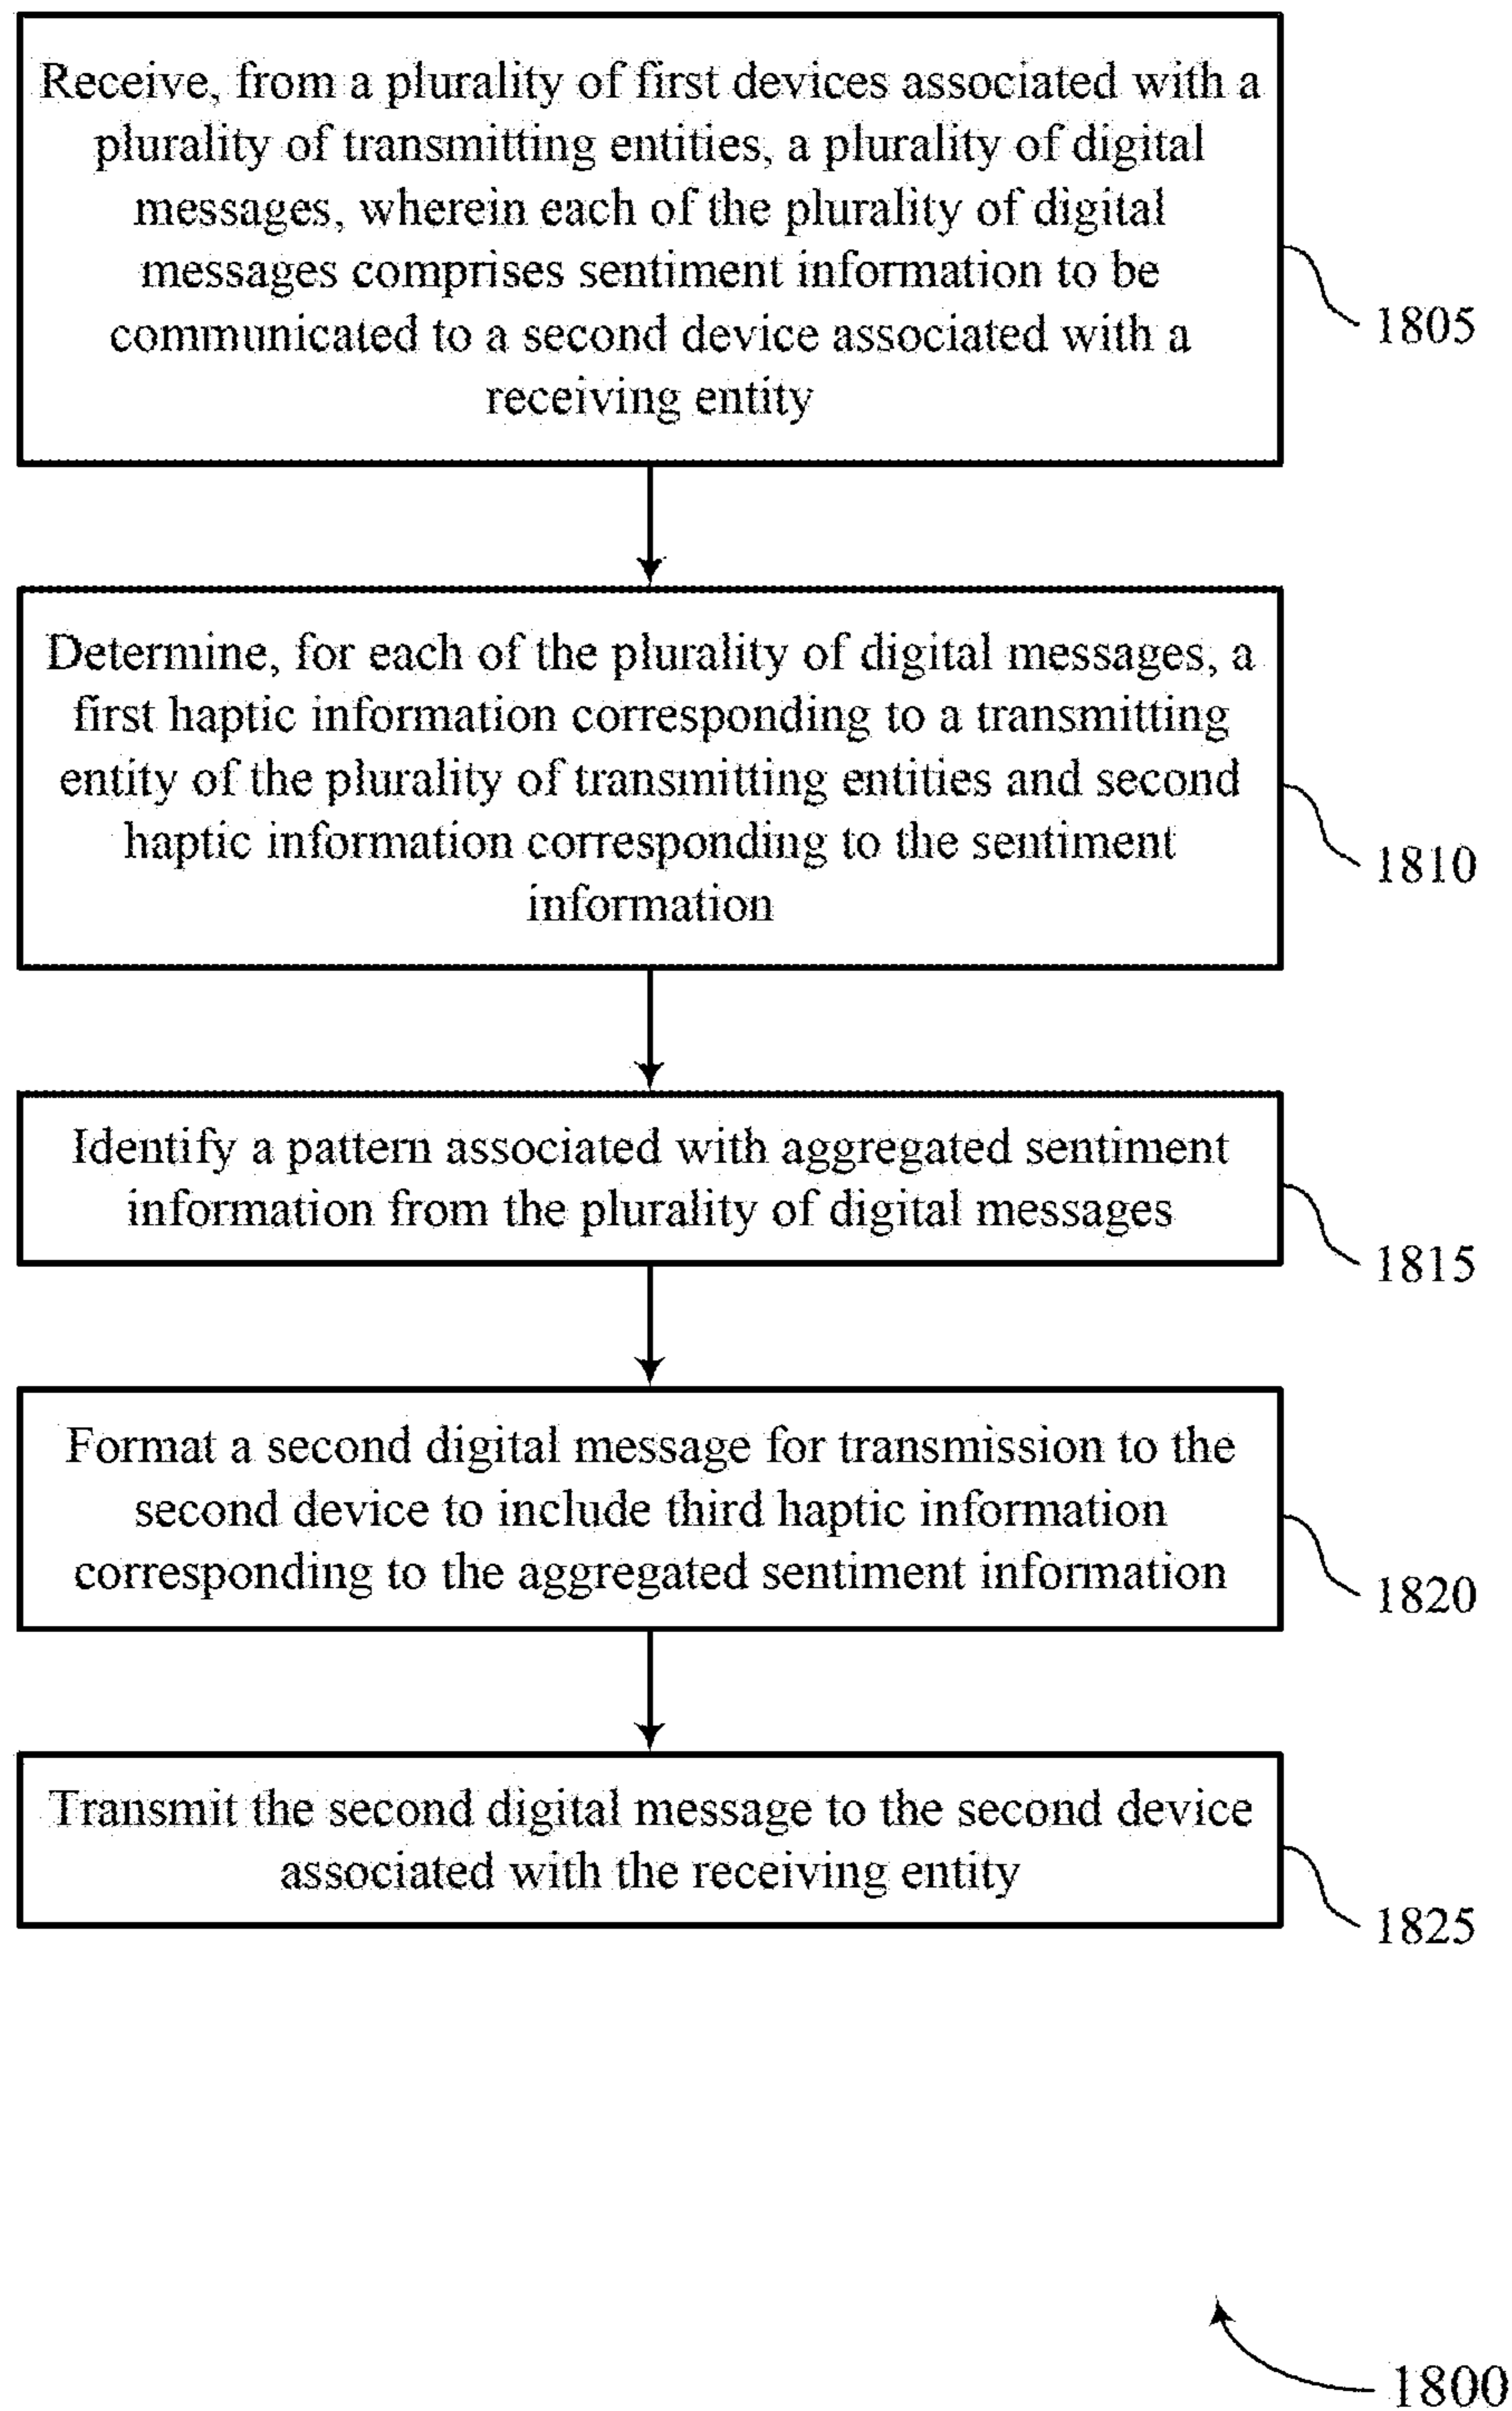 Receive, from a plurality of first devices associated with a
plurality of transmitting entities, a plurality of digital
messages, wherein each of the plurality of digital
messages comprises sentiment information to be
communicated to a second device associated with a
receiving entity
1805
Determine, for each of the plurality of digital messages, a
first haptic information corresponding to a transmitting
entity of the plurality of transmitting entities and second
haptic information corresponding to the sentiment
information
1810
Identify a pattern associated with aggregated sentiment
information from the plurality of digital messages
1815
Format a second digital message for transmission to the
second device to include third haptic information
corresponding to the aggregated sentiment information
1820
Transmit the second digital message to the second device
associated with the receiving entity
1825
1800